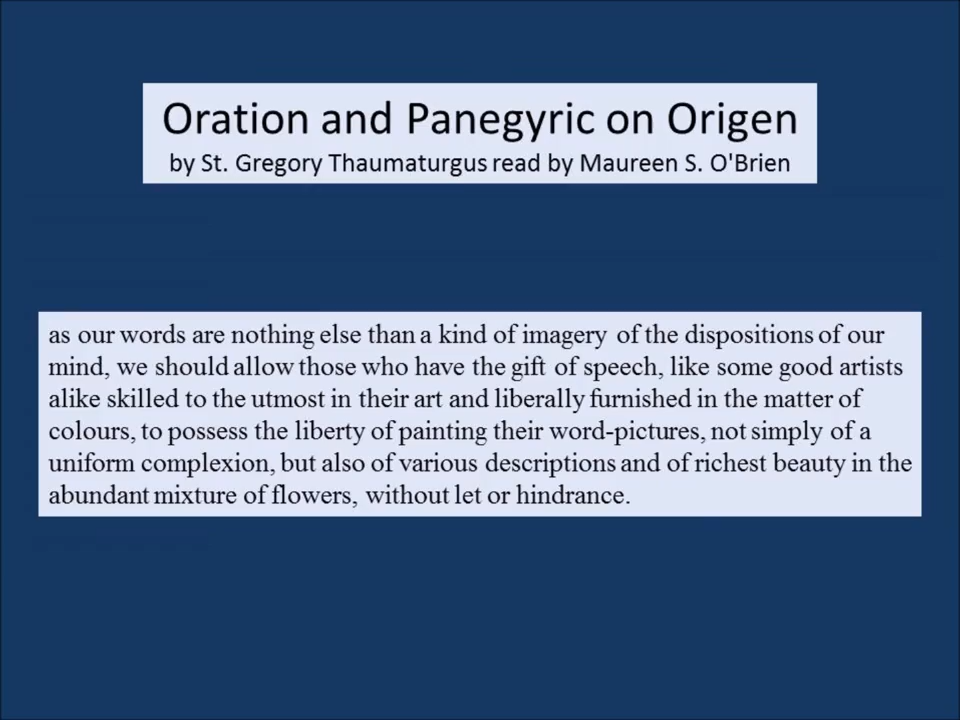 Oration and Panegyric on Origen
by St. Gregory Thaumaturgus read by Maureen S. O'Brien
as our words are nothing else than a kind of imagery of the dispositions of our
mind, we should allow those who have the gift of speech, like some good artists
alike skilled to the utmost in their art and liberally furnished in the matter of
colours, to possess the liberty of painting their word-pictures, not simply of a
uniform complexion, but also of various descriptions and of richest beauty in the
abundant mixture of flowers, without let or hindrance.